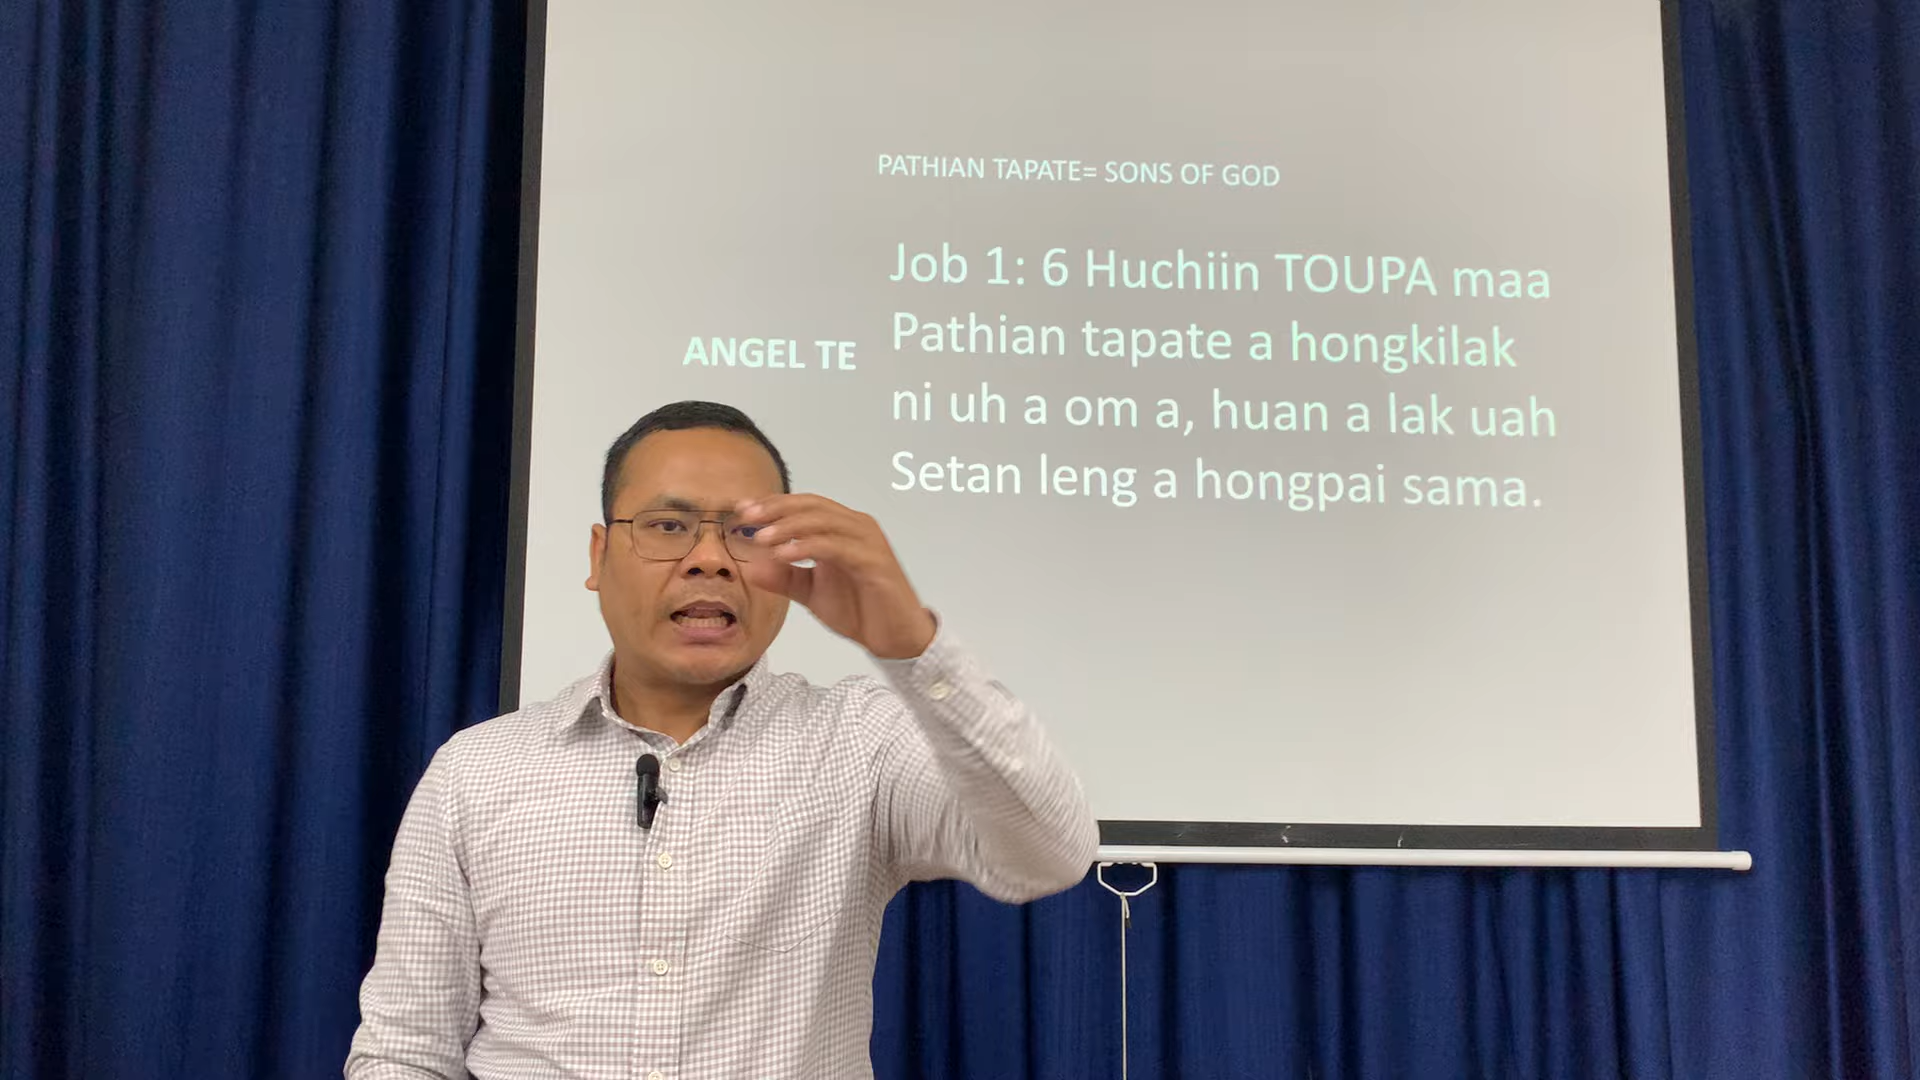 PATHIAN TAPATE= SONS OF GOD
ANGEL TE
Job 1: 6 Huchiin TOUPA maa
Pathian tapate a hongkilak
ni uh a om a, huan a lak uah
Setan leng a hongpai sama.